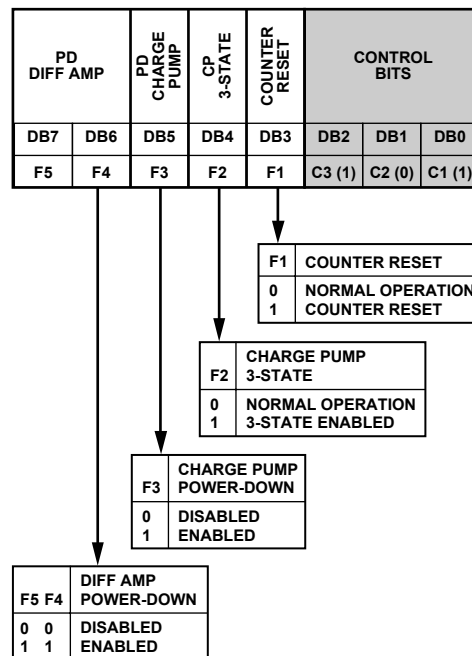 PD
DIFF AMP
PD
CHARGE
PUMP
CP
3-STATE
COUNTER
RESET
CONTROL
BITS
DB7 DB6 DB5 DB4 DB3 DB2 DB1 DB0
F5 F4 F3 F2 F1 C3 (1) C2 (0) C1 (1)
F1 COUNTER RESET
0 NORMAL OPERATION
1 COUNTER RESET
CHARGE PUMP
F2 3-STATE
0 NORMAL OPERATION
1 3-STATE ENABLED
CHARGE PUMP
F3 POWER-DOWN
0 DISABLED
1 ENABLED
DIFF AMP
F5 F4 POWER-DOWN
0 0 DISABLED
1 1 ENABLED